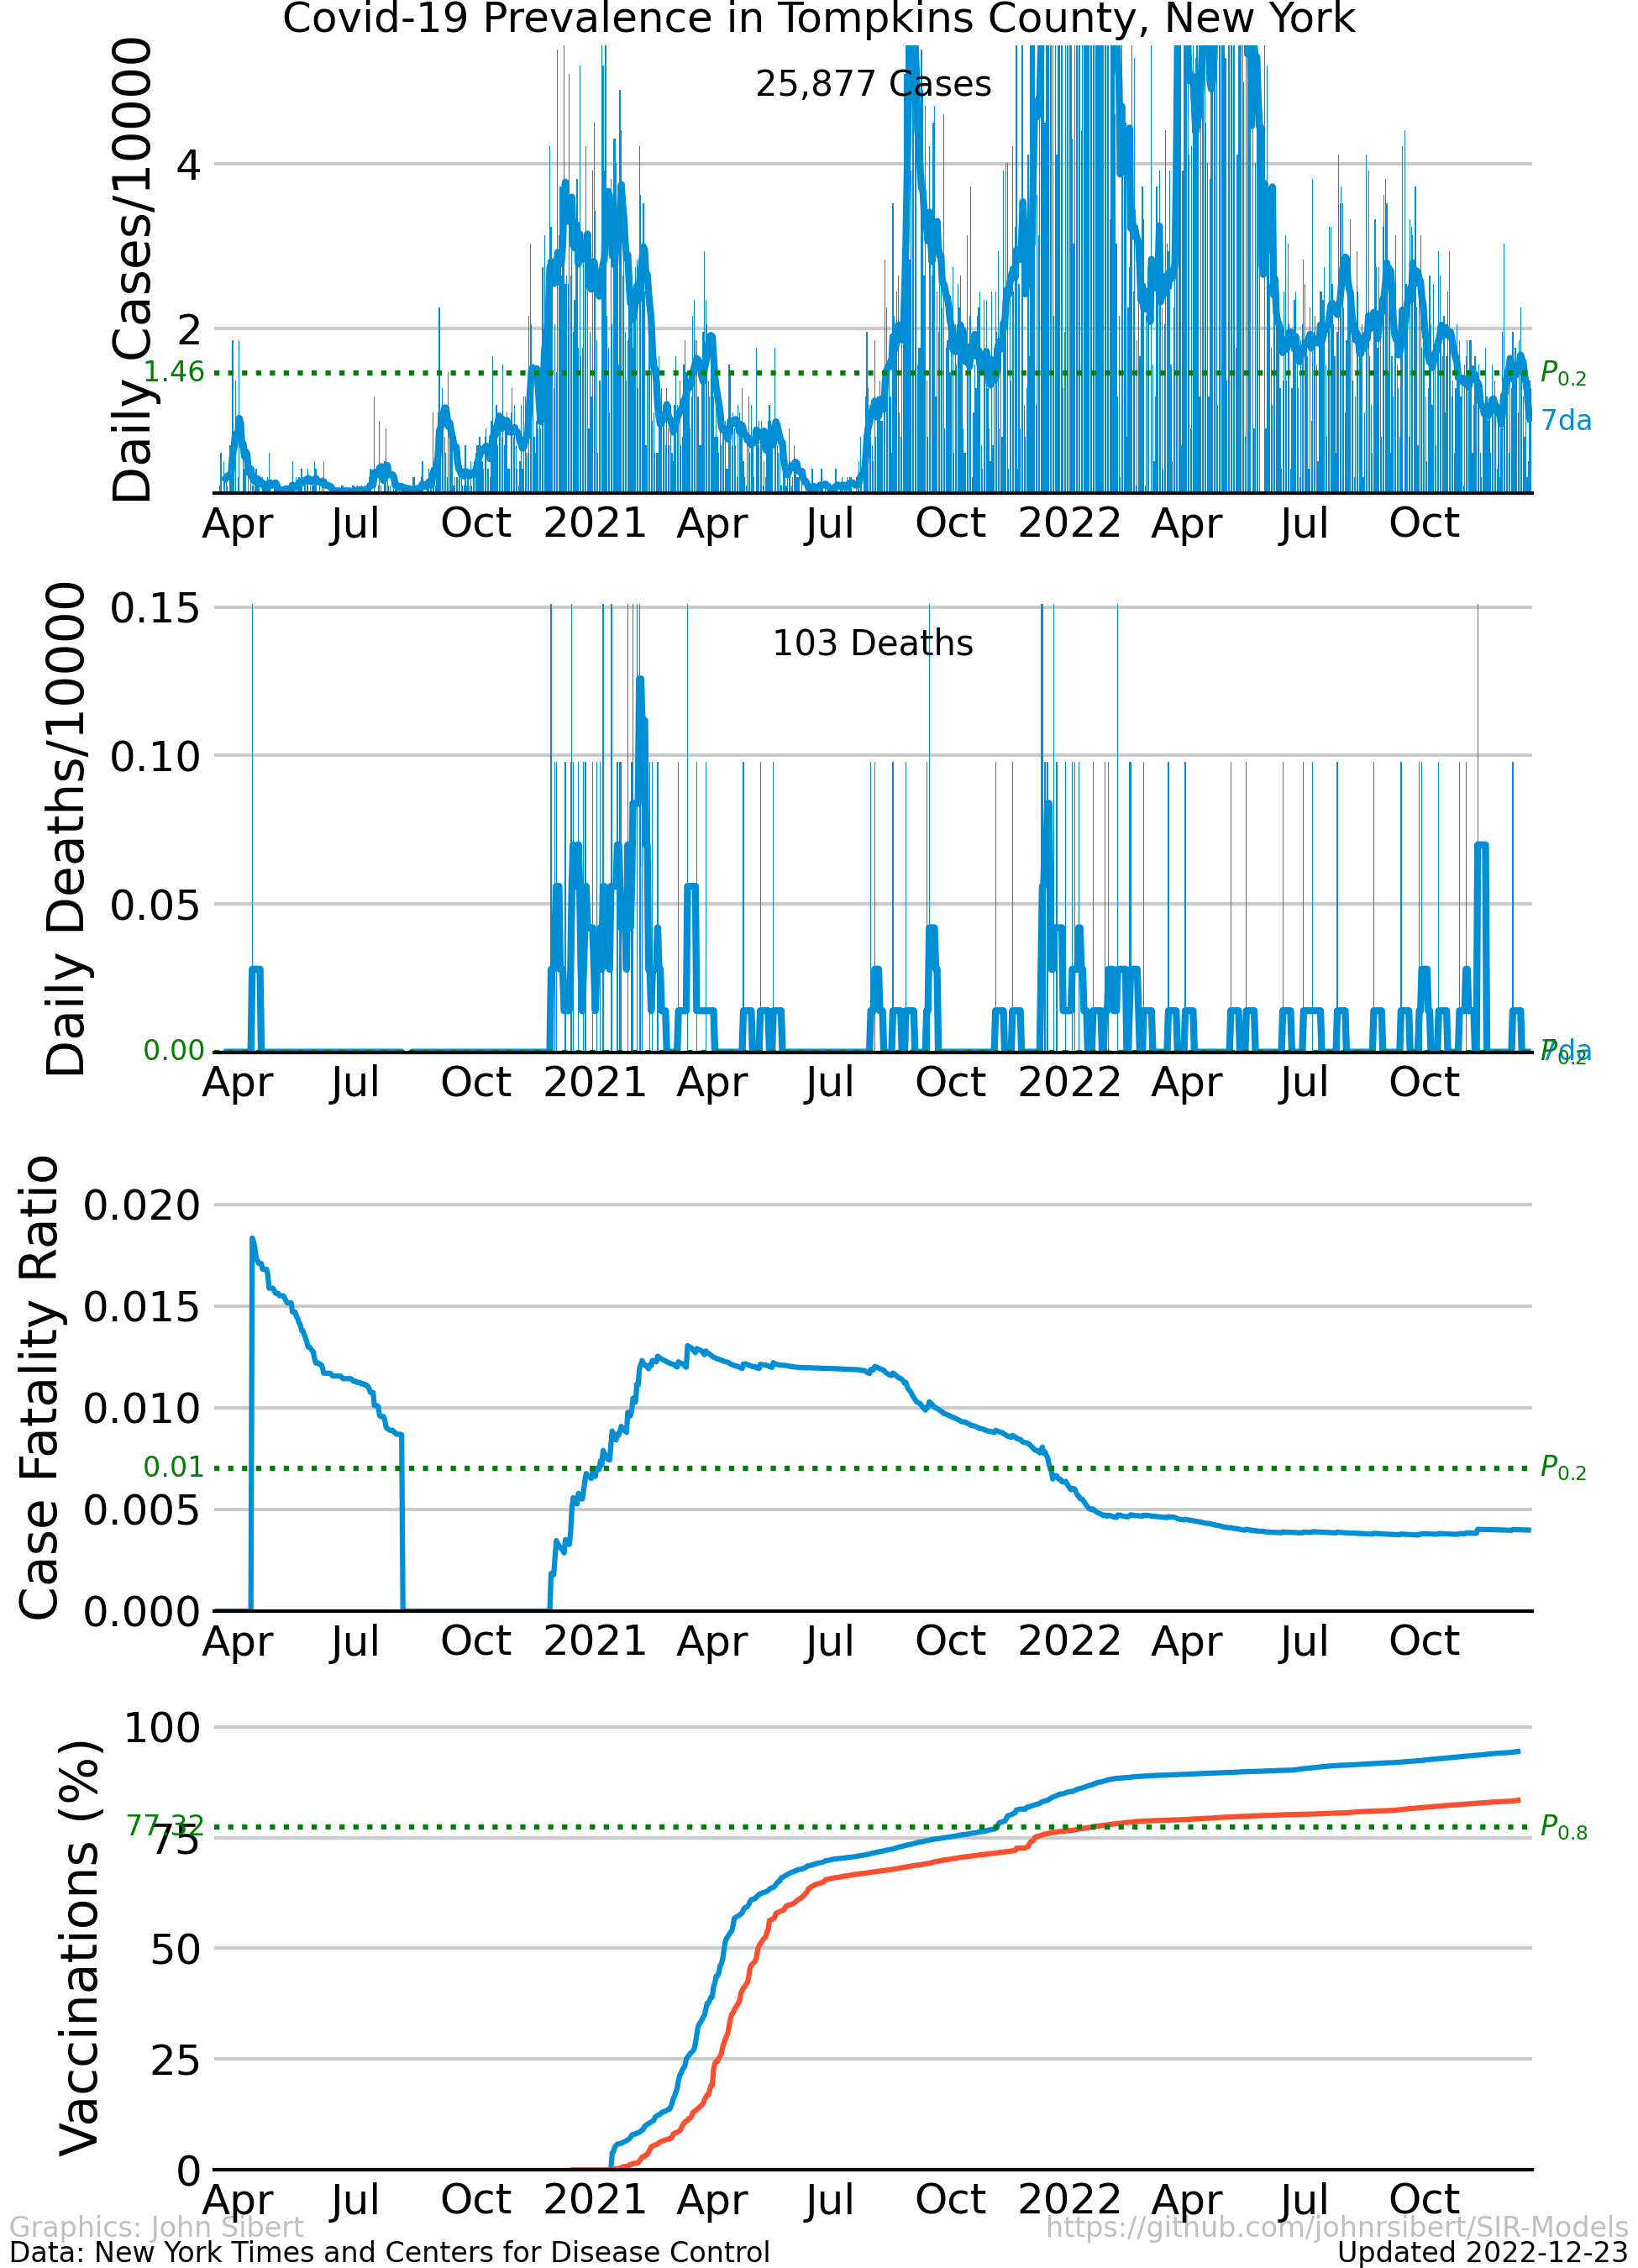 Covid-19 Prevalence in Tompkins County, New York
25,877 Cases
Daily Cases/10000
4
2
1.46
P0.2
7da
Apr Jul Oct 2021 Apr Jul Oct 2022 Apr Jul Oct
103 Deaths
Daily Deaths/10000
0.15
0.10
0.05
0.00
P0.2
7da
Apr Jul Oct 2021 Apr Jul Oct 2022 Apr Jul Oct
Case Fatality Ratio
0.020
0.015
0.010
0.01
P0.2
0.005
0.000
Apr Jul Oct 2021 Apr Jul Oct 2022 Apr Jul Oct
Vaccinations (%)
100
77.32
P0.8
75
50
25
0
Apr Jul Oct 2021 Apr Jul Oct 2022 Apr Jul Oct
Graphics: John Sibert
https://github.com/johnrsibert/SIR-Models
Data: New York Times and Centers for Disease Control
Updated 2022-12-23